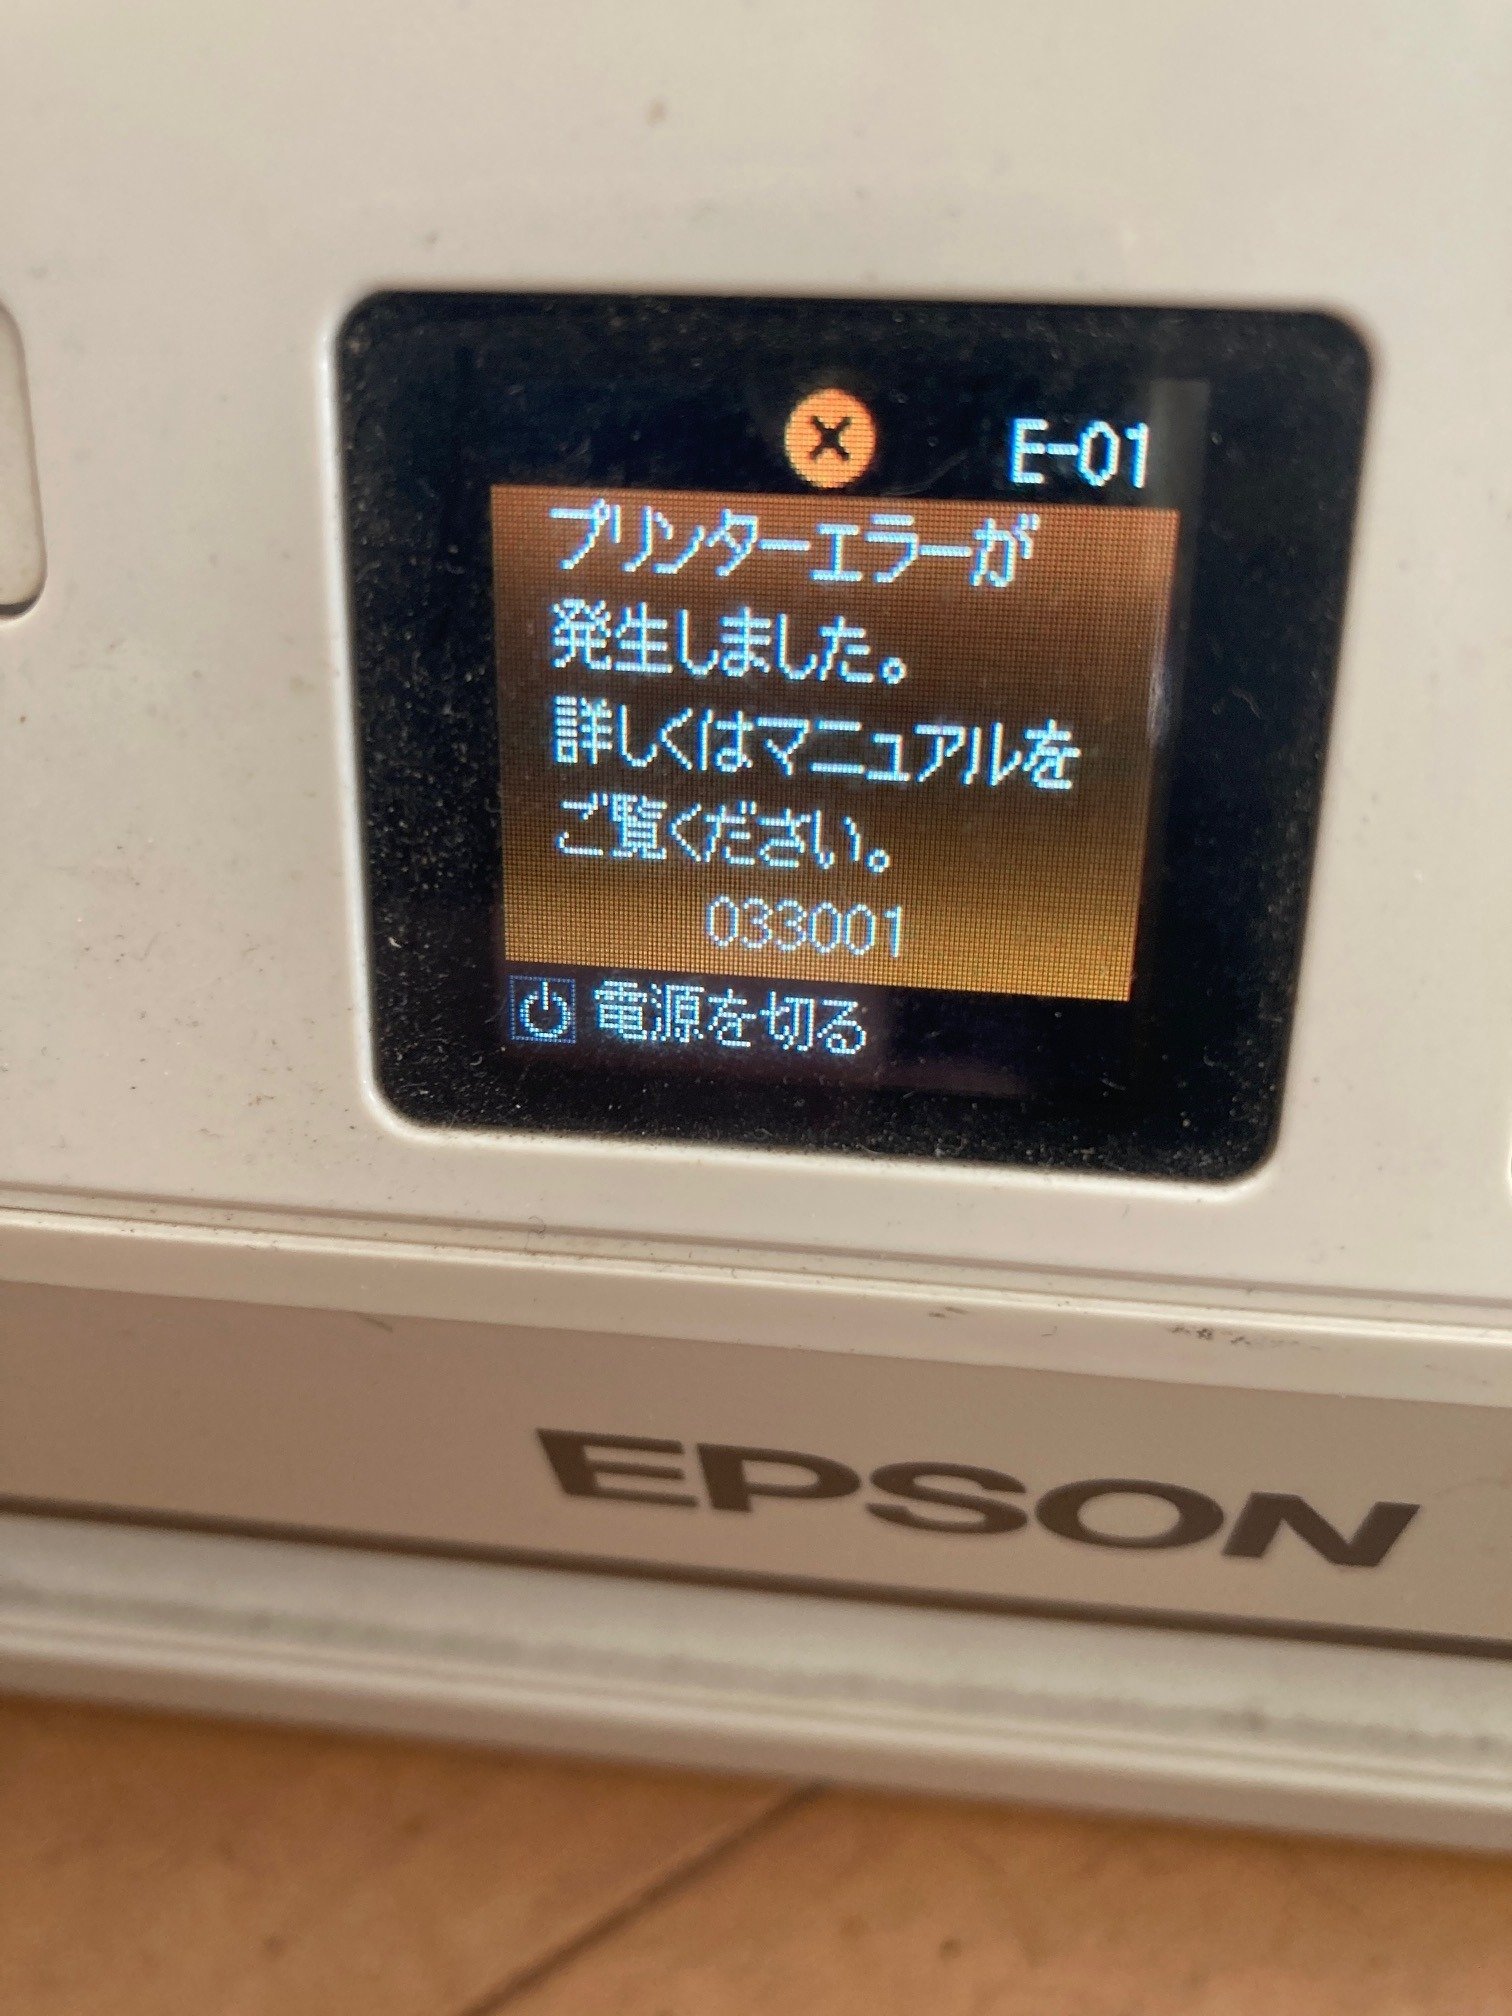 E-01
プリンターエラーが
発生しました。
詳しくはマニュアルを
ご覧ください。
033001
電源を切る
EPSON